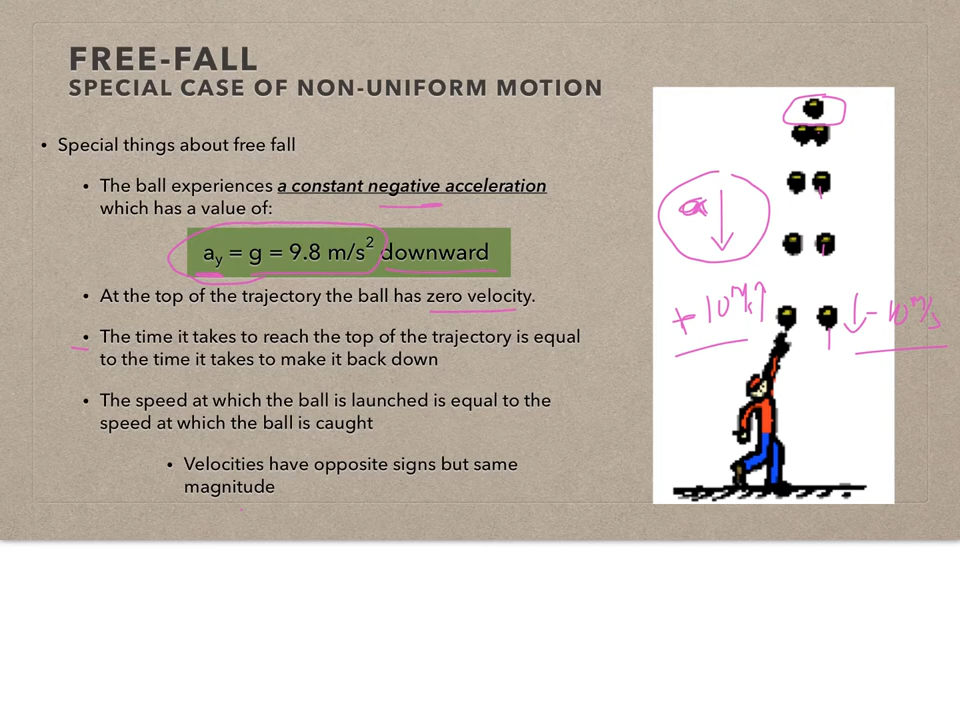 FREE-FALL
SPECIAL CASE OF NON-UNIFORM MOTION
• Special things about free fall
• The ball experiences a constant negative acceleration
which has a value of:
a_y = g = 9.8 m/s²  downward
• At the top of the trajectory the ball has zero velocity.
• The time it takes to reach the top of the trajectory is equal
to the time it takes to make it back down
• The speed at which the ball is launched is equal to the
speed at which the ball is caught
• Velocities have opposite signs but same
magnitude
a ↓
+ 10 m/s ↑
↓ - 10 m/s